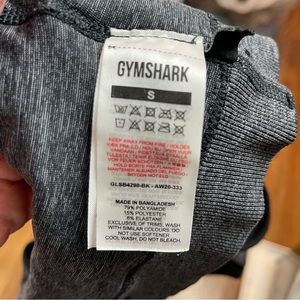 GYMSHARK
S
KEEP AWAY FROM FIRE / HOLDES
GLSB4298-BK - AW20-333
MADE IN BANGLADESH
79% POLYAMIDE
15% POLYESTER
6% ELASTANE
EXCLUSIVE OF TRIMS, WASH
WITH SIMILAR COLOURS. DO
NOT USE SOFTENER
COOL WASH, DO NOT BLEACH.